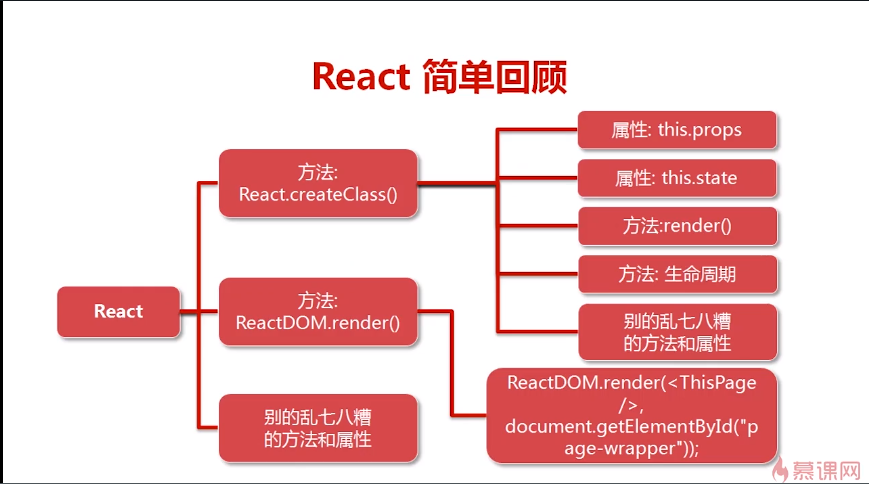 React 简单回顾
React
方法:
React.createClass()
方法:
ReactDOM.render()
别的乱七八糟
的方法和属性
属性: this.props
属性: this.state
方法:render()
方法: 生命周期
别的乱七八糟
的方法和属性
ReactDOM.render(<ThisPage
/>,
document.getElementById("p
age-wrapper"));
慕课网